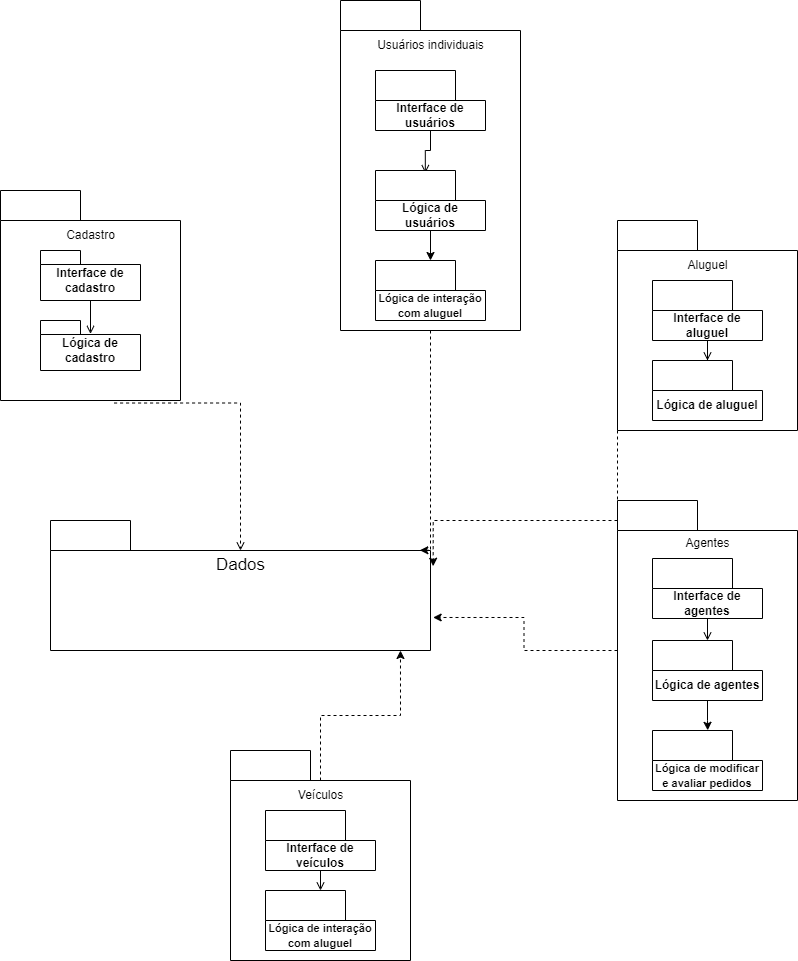 Usuários individuais
Interface de
usuários
Lógica de
usuários
Lógica de interação
com aluguel
Cadastro
Interface de
cadastro
Lógica de
cadastro
Aluguel
Interface de
aluguel
Lógica de aluguel
Dados
Agentes
Interface de
agentes
Lógica de agentes
Lógica de modificar
e avaliar pedidos
Veículos
Interface de
veículos
Lógica de interação
com aluguel